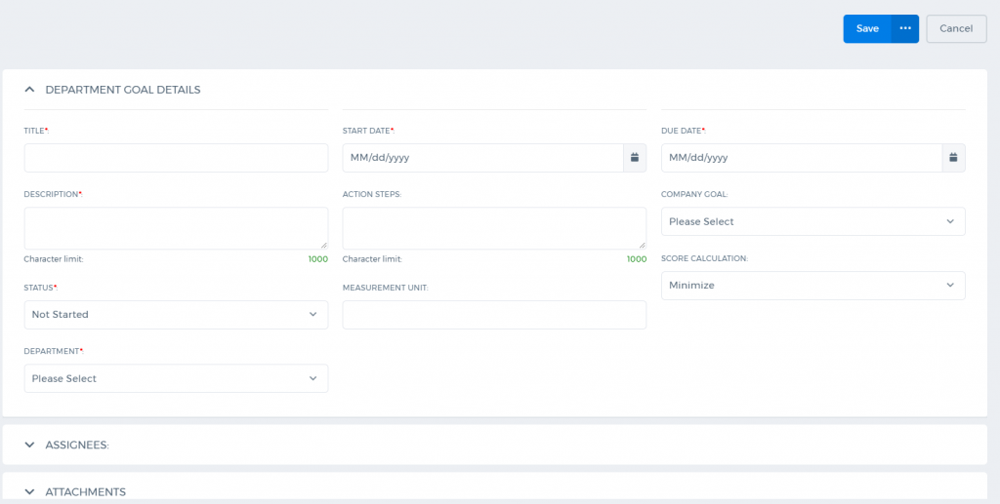 Save ••• Cancel
DEPARTMENT GOAL DETAILS
TITLE*:
START DATE*:
MM/dd/yyyy
DUE DATE*:
MM/dd/yyyy
DESCRIPTION*:
Character limit: 1000
ACTION STEPS:
Character limit: 1000
COMPANY GOAL:
Please Select
SCORE CALCULATION:
Minimize
STATUS*:
Not Started
MEASUREMENT UNIT:
DEPARTMENT*:
Please Select
ASSIGNEES:
ATTACHMENTS